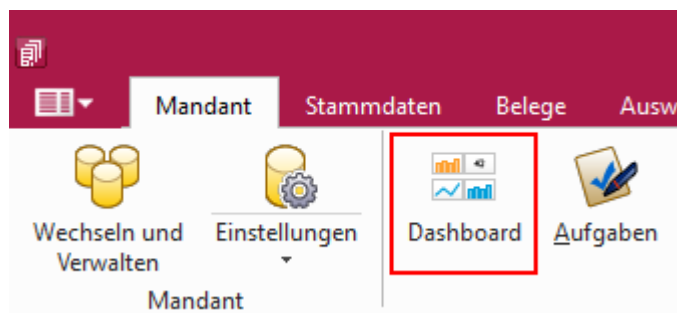 Mandant Stammdaten Belege Ausw
Wechseln und Verwalten
Einstellungen
Dashboard
Aufgaben
Mandant